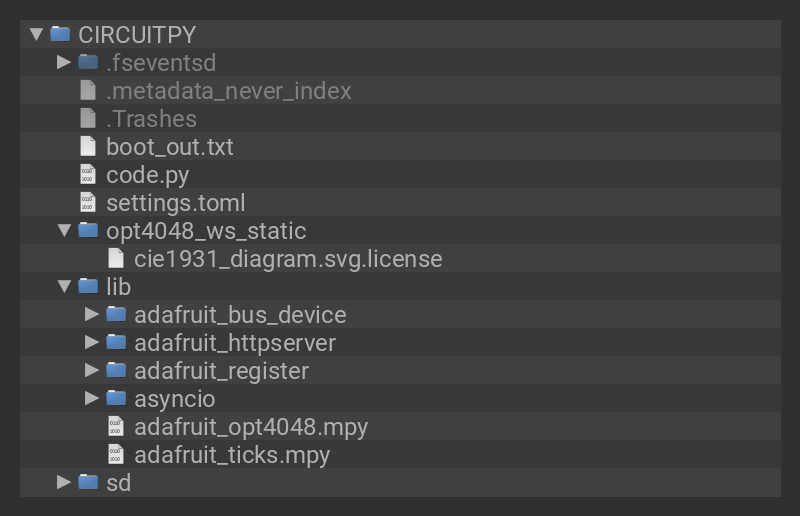 CIRCUITPY
.fseventsd
.metadata_never_index
.Trashes
boot_out.txt
code.py
settings.toml
opt4048_ws_static
cie1931_diagram.svg.license
lib
adafruit_bus_device
adafruit_httpserver
adafruit_register
asyncio
adafruit_opt4048.mpy
adafruit_ticks.mpy
sd